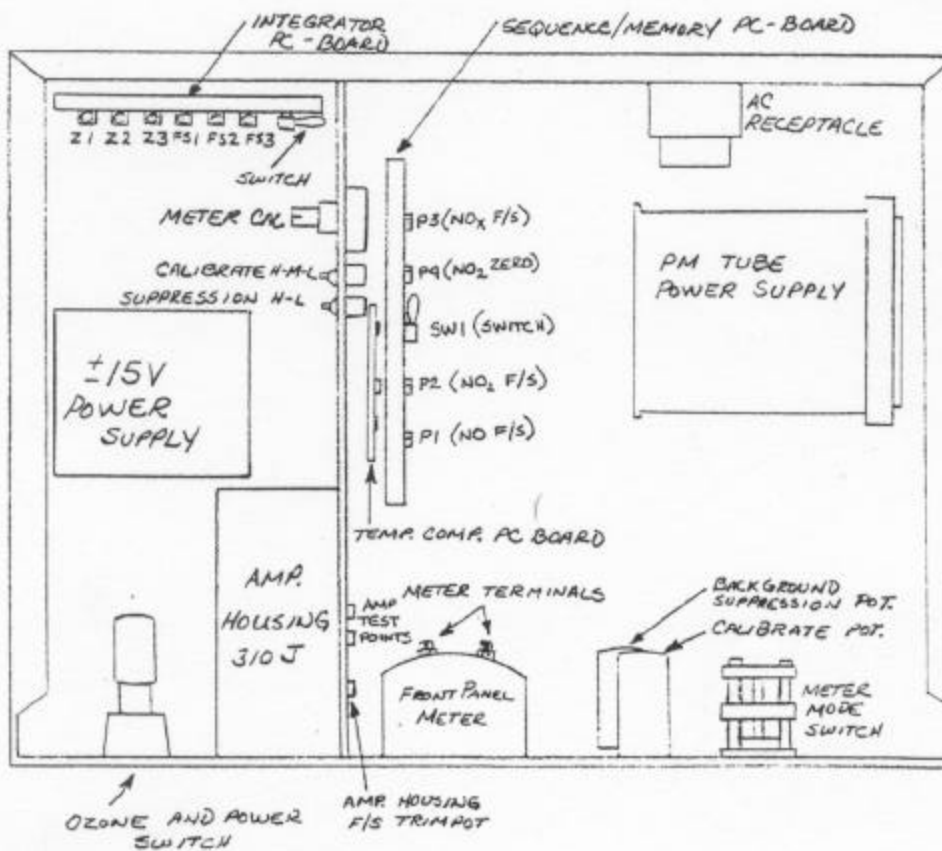 INTEGRATOR
PC-BOARD
SEQUENCE/MEMORY PC-BOARD
Z1 Z2 Z3 FS1 FS2 FS3
SWITCH
AC
RECEPTACLE
METER CAL
P3 (NOX F/S)
CALIBRATE H-M-L
P4 (NO2 ZERO)
SUPPRESSION H-L
PM TUBE
POWER SUPPLY
SW1 (SWITCH)
±15V
POWER
SUPPLY
P2 (NO2 F/S)
P1 (NO F/S)
TEMP. COMP. PC BOARD
AMP.
HOUSING
310J
AMP
TEST
POINTS
METER TERMINALS
BACKGROUND
SUPPRESSION POT.
CALIBRATE POT.
FRONT PANEL
METER
METER
MODE
SWITCH
OZONE AND POWER
SWITCH
AMP. HOUSING
F/S TRIMPOT